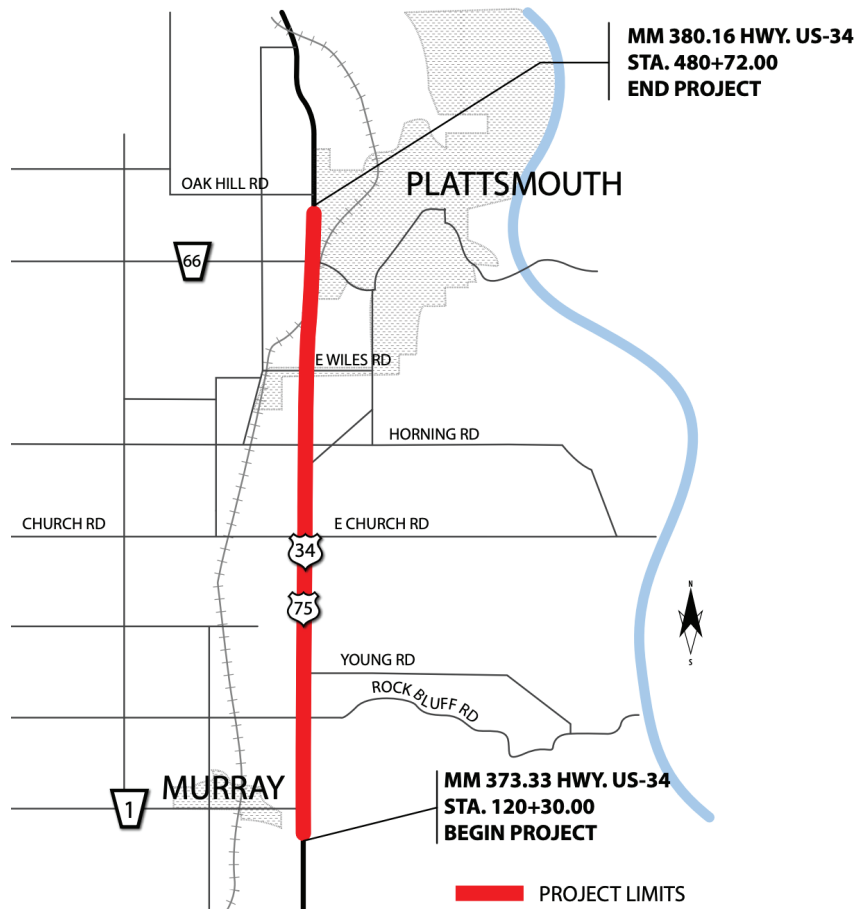 MM 380.16 HWY. US-34
STA. 480+72.00
END PROJECT
OAK HILL RD
PLATTSMOUTH
66
E WILES RD
HORNING RD
CHURCH RD
E CHURCH RD
34
75
N
S
YOUNG RD
ROCK BLUFF RD
MURRAY
1
MM 373.33 HWY. US-34
STA. 120+30.00
BEGIN PROJECT
PROJECT LIMITS